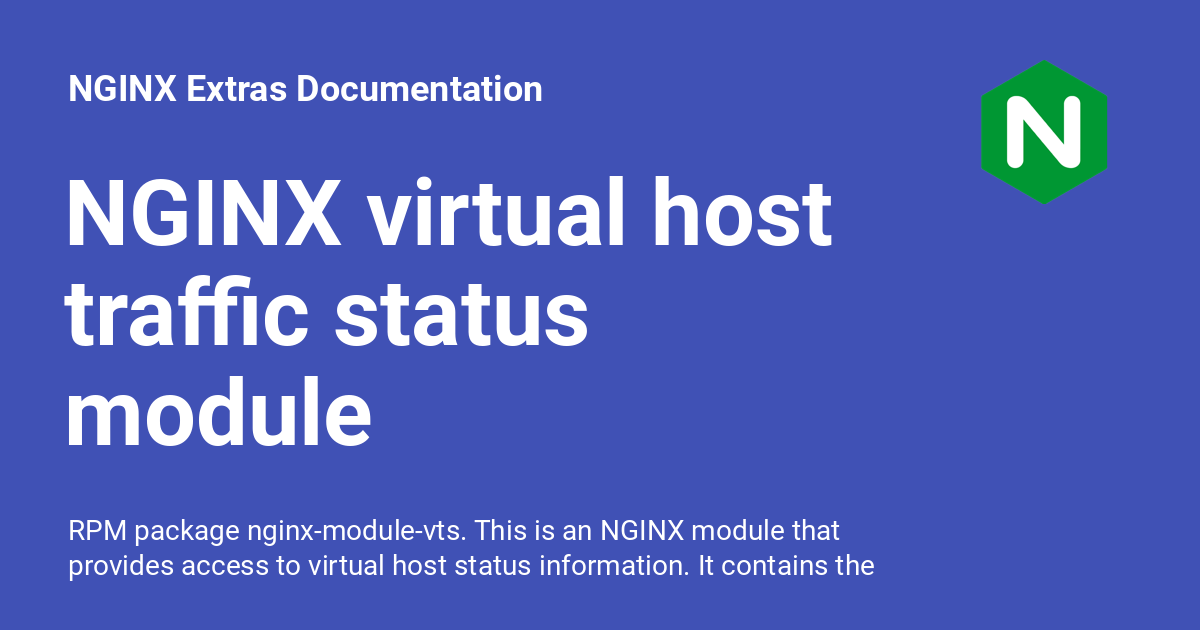 NGINX Extras Documentation
N
NGINX virtual host
traffic status
module
RPM package nginx-module-vts. This is an NGINX module that
provides access to virtual host status information. It contains the